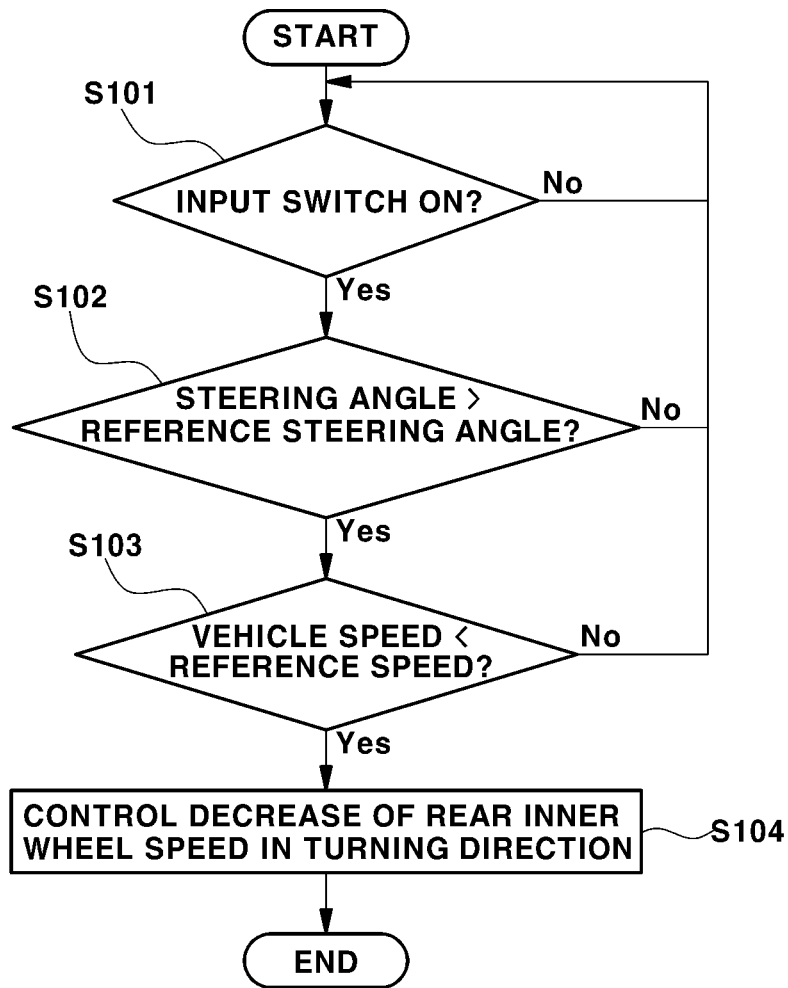 START
S101
INPUT SWITCH ON?
No
Yes
S102
STEERING ANGLE >
REFERENCE STEERING ANGLE?
No
Yes
S103
VEHICLE SPEED <
REFERENCE SPEED?
No
Yes
CONTROL DECREASE OF REAR INNER
WHEEL SPEED IN TURNING DIRECTION
S104
END